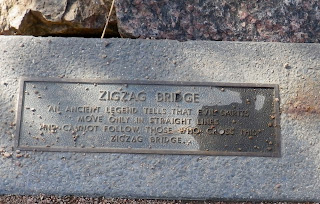 ZIGZAG BRIDGE
AN ANCIENT LEGEND TELLS THAT EVIL SPIRITS
MOVE ONLY IN STRAIGHT LINES
AND CANNOT FOLLOW THOSE WHO CROSS THIS
ZIGZAG BRIDGE.